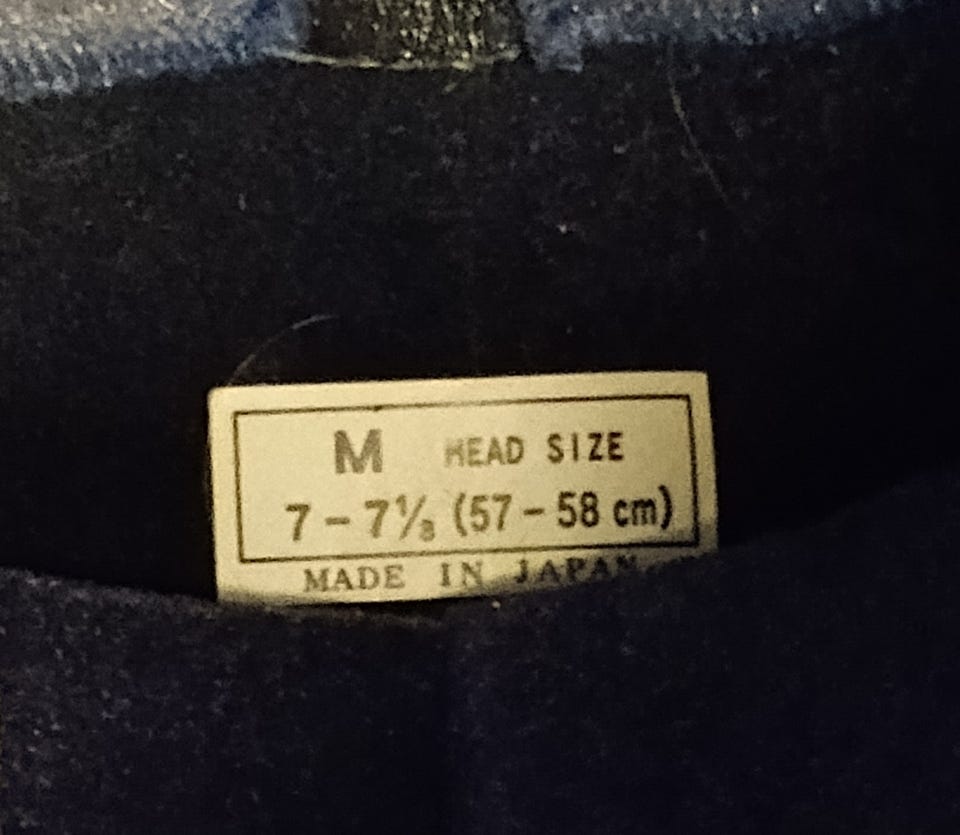 M HEAD SIZE
7 – 7⅛ (57 – 58 cm)
MADE IN JAPAN